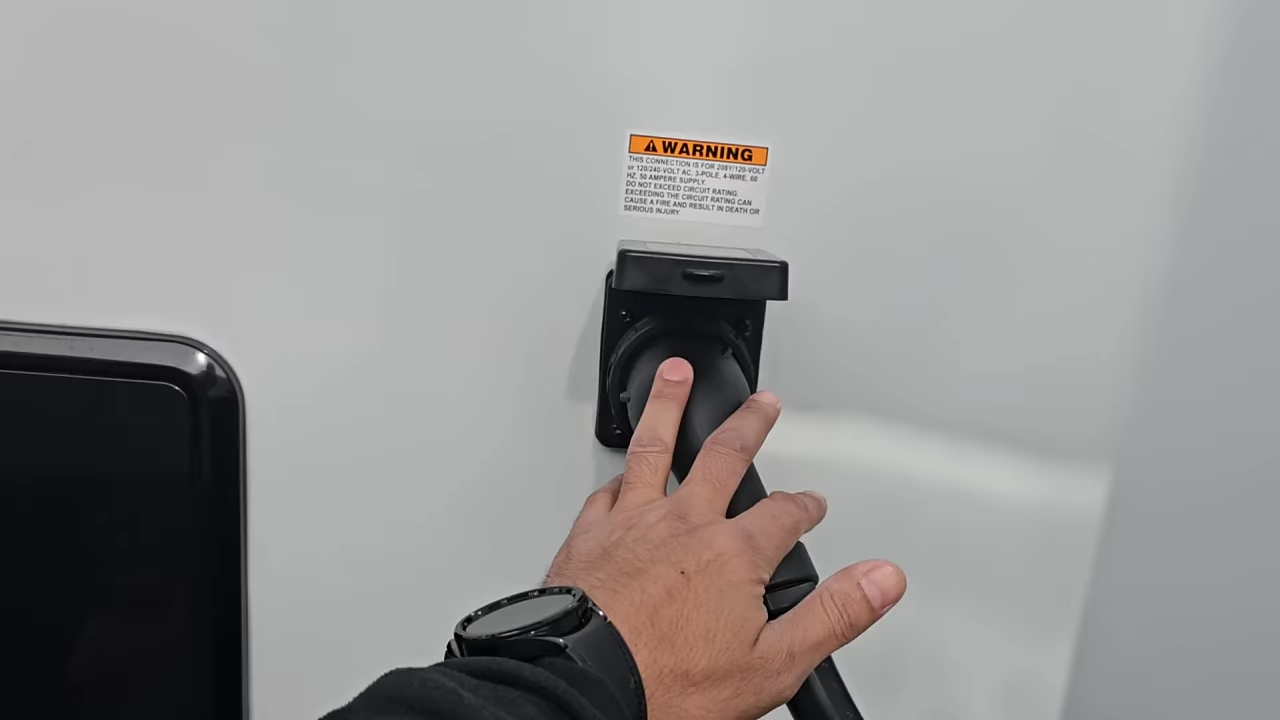 WARNING
THIS CONNECTION IS FOR 208Y/120-VOLT
or 120/240-VOLT AC, 3-POLE, 4-WIRE, 60
HZ, 50 AMPERE SUPPLY.
DO NOT EXCEED CIRCUIT RATING.
EXCEEDING THE CIRCUIT RATING CAN
CAUSE A FIRE AND RESULT IN DEATH OR
SERIOUS INJURY.